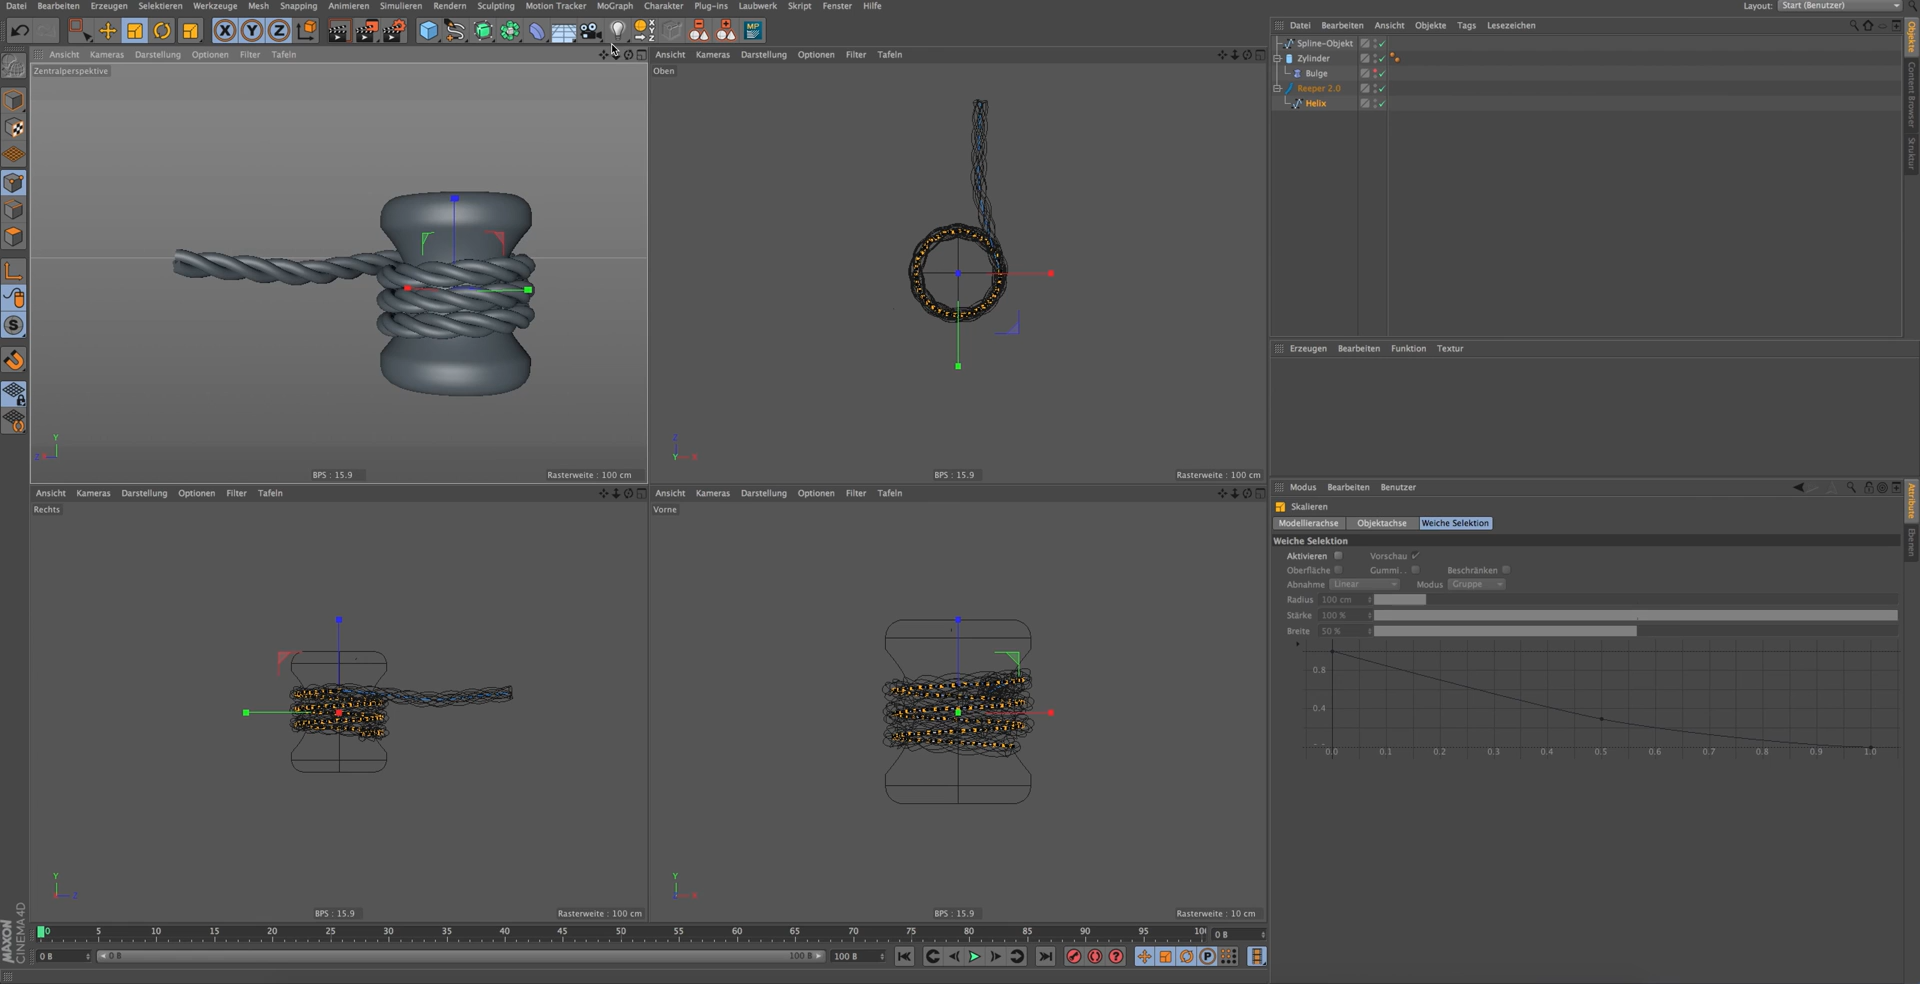 Datei Bearbeiten Erzeugen Selektieren Werkzeuge Mesh Snapping Animieren Simulieren Rendern Sculpting Motion Tracker MoGraph Charakter Plug-ins Laubwerk Skript Fenster Hilfe Layout: Start (Benutzer)
X Y Z
MP
Ansicht Kameras Darstellung Optionen Filter Tafeln
Zentralperspektive
BPS : 15.9 Rasterweite : 100 cm
Ansicht Kameras Darstellung Optionen Filter Tafeln
Oben
BPS : 15.9 Rasterweite : 100 cm
Ansicht Kameras Darstellung Optionen Filter Tafeln
Rechts
BPS : 15.9 Rasterweite : 100 cm
Ansicht Kameras Darstellung Optionen Filter Tafeln
Vorne
BPS : 15.9 Rasterweite : 10 cm
0 5 10 15 20 25 30 35 40 45 50 55 60 65 70 75 80 85 90 95 100 0 B
0 B 0 B 100 B 100 B
MAXON
CINEMA 4D
Datei Bearbeiten Ansicht Objekte Tags Lesezeichen
Spline-Objekt
Zylinder
Bulge
Reeper 2.0
Helix
Objekte
Content Browser
Struktur
Erzeugen Bearbeiten Funktion Textur
Modus Bearbeiten Benutzer
Skalieren
Modellierachse Objektachse Weiche Selektion
Weiche Selektion
Aktivieren Vorschau
Oberfläche Gummi.. Beschränken
Abnahme Linear Modus Gruppe
Radius 100 cm
Stärke 100 %
Breite 50 %
0.8
0.4
0.0 0.1 0.2 0.3 0.4 0.5 0.6 0.7 0.8 0.9 1.0
Attribute
Ebenen